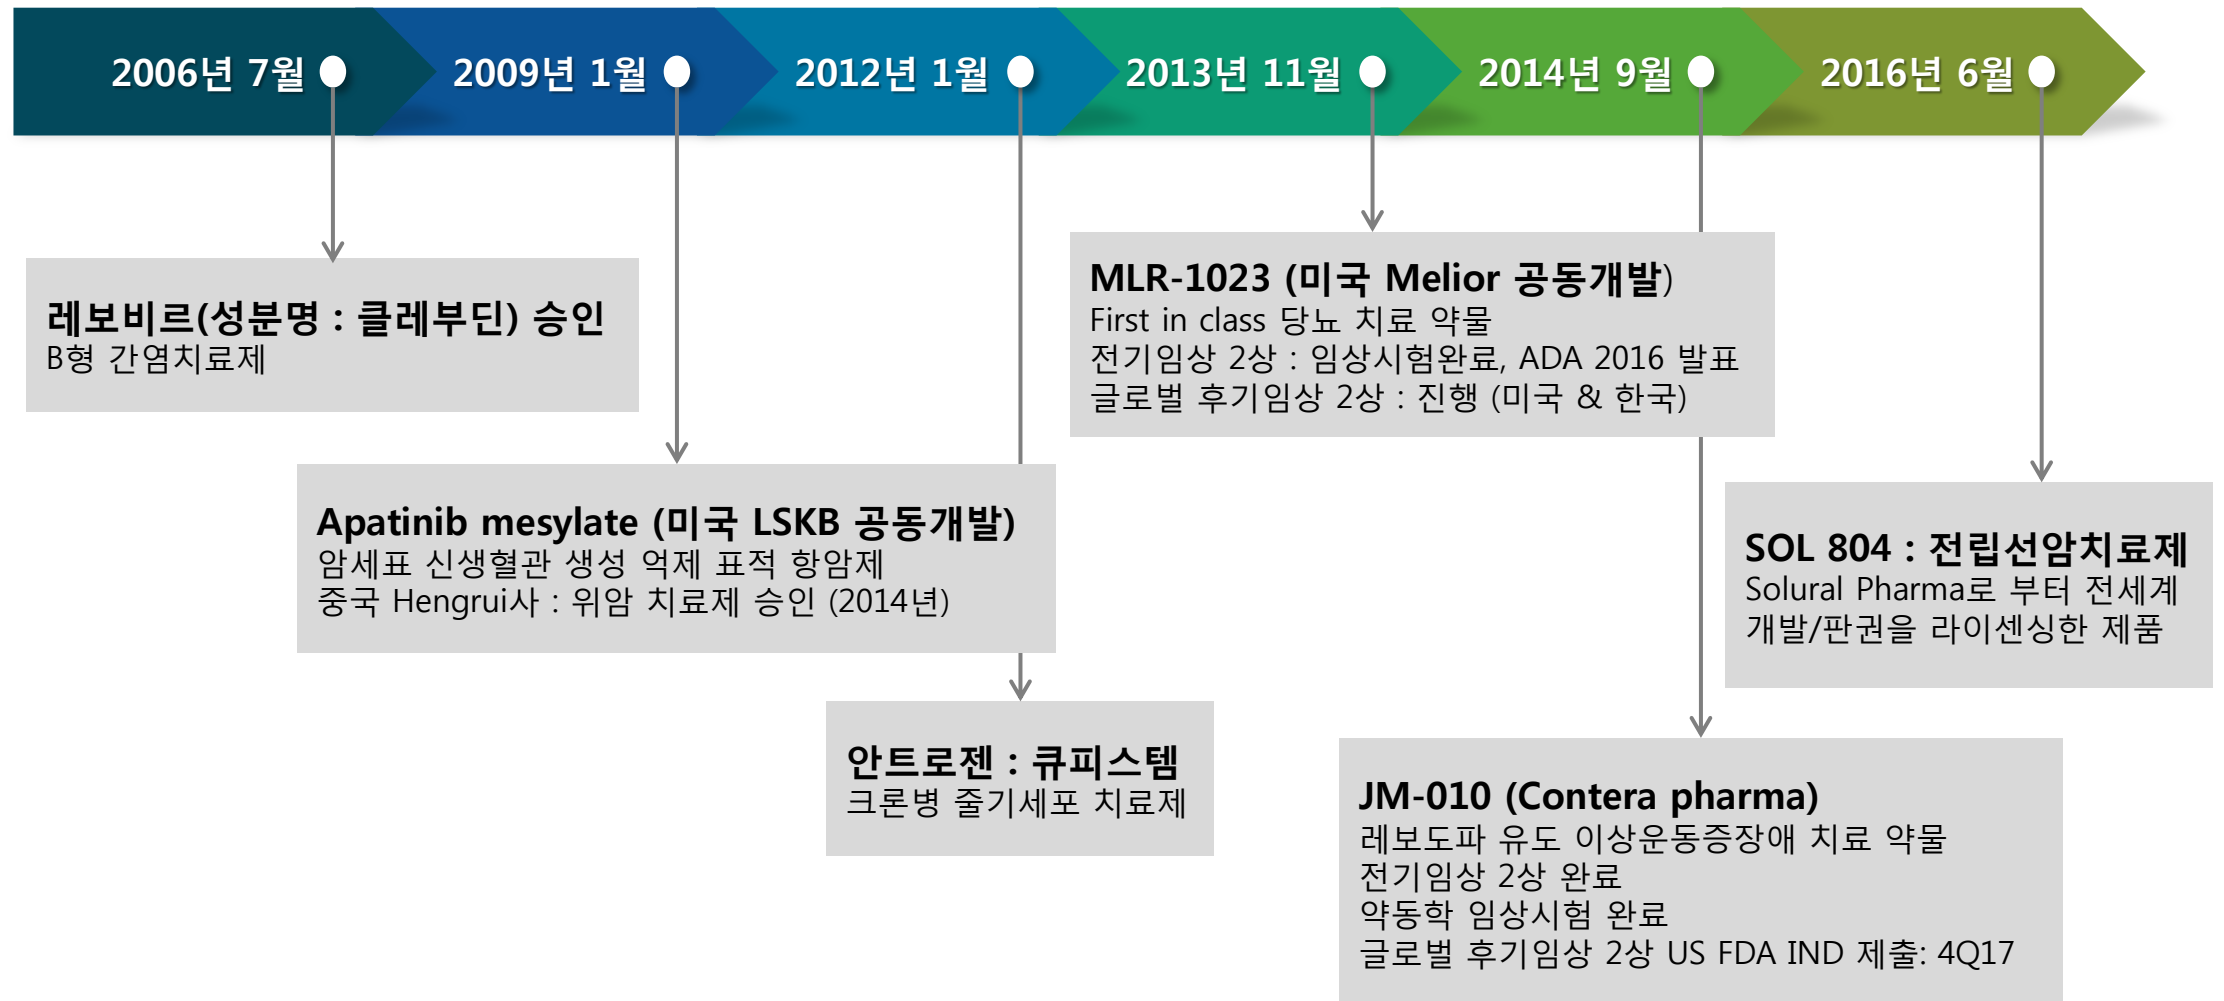 2006년 7월
2009년 1월
2012년 1월
2013년 11월
2014년 9월
2016년 6월
레보비르(성분명 : 클레부딘) 승인
B형 간염치료제
Apatinib mesylate (미국 LSKB 공동개발)
암세포 신생혈관 생성 억제 표적 항암제
중국 Hengrui사 : 위암 치료제 승인 (2014년)
안트로젠 : 큐피스템
크론병 줄기세포 치료제
MLR-1023 (미국 Melior 공동개발)
First in class 당뇨 치료 약물
전기임상 2상 : 임상시험완료, ADA 2016 발표
글로벌 후기임상 2상 : 진행 (미국 & 한국)
JM-010 (Contera pharma)
레보도파 유도 이상운동증장애 치료 약물
전기임상 2상 완료
약동학 임상시험 완료
글로벌 후기임상 2상 US FDA IND 제출: 4Q17
SOL 804 : 전립선암치료제
Solural Pharma로 부터 전세계
개발/판권을 라이센싱한 제품